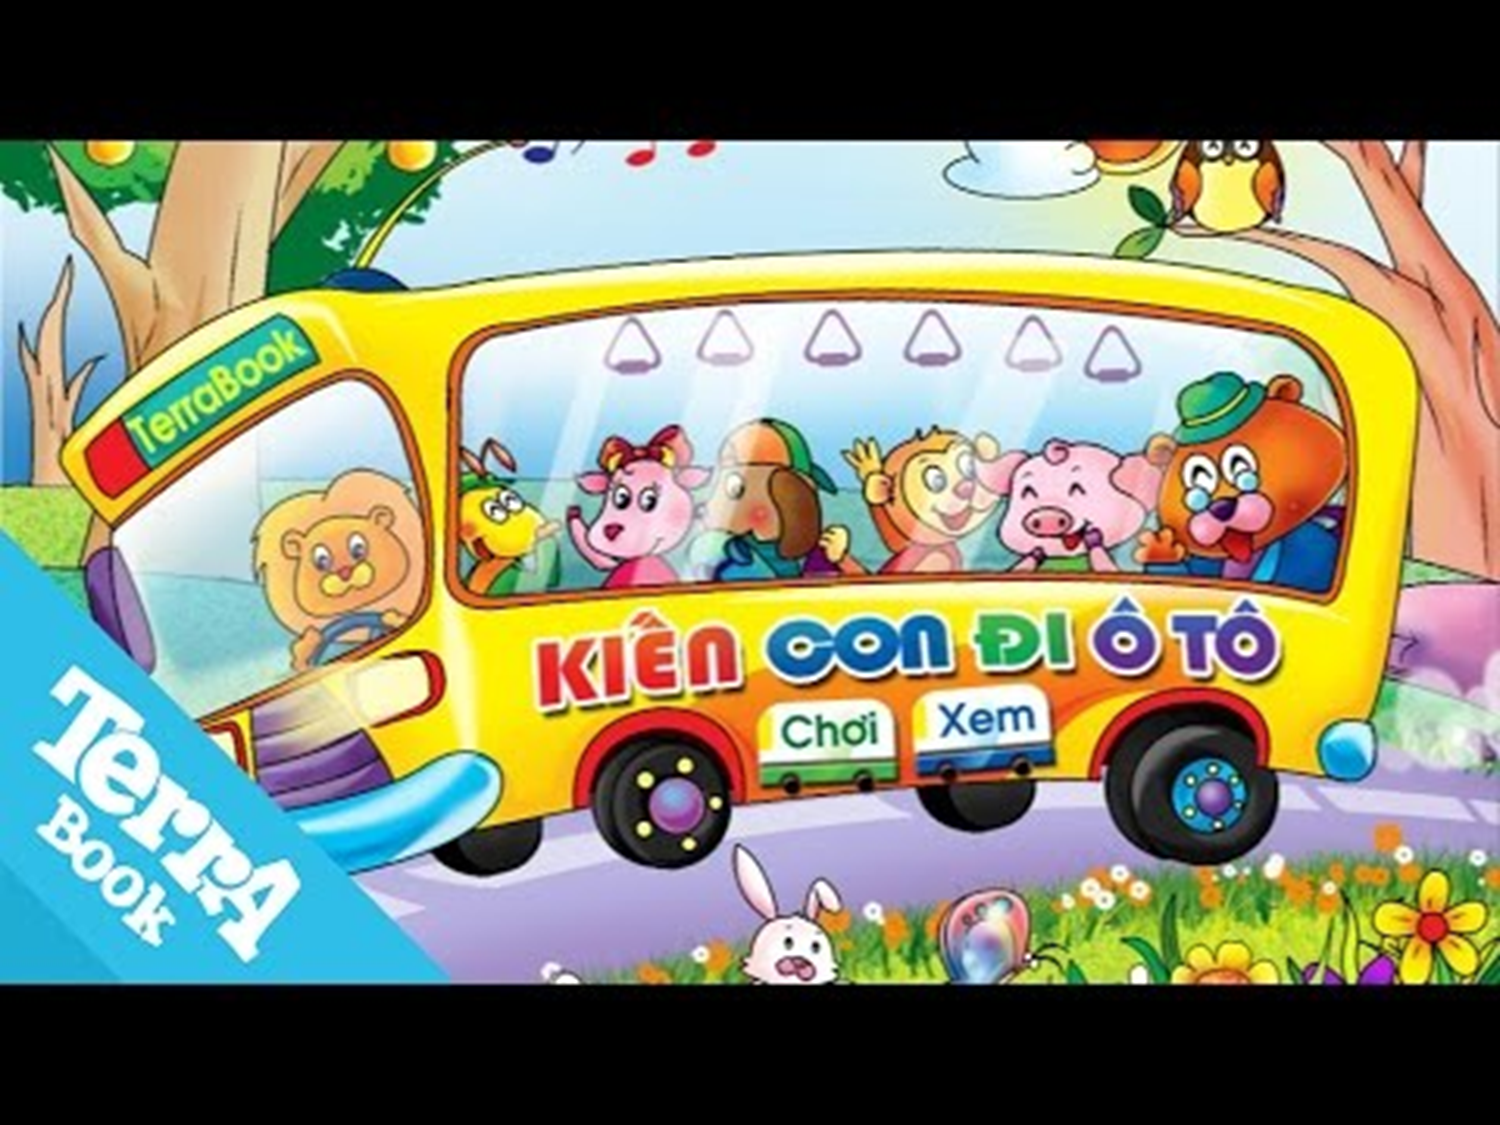 TerraBook
KIẾN CON ĐI Ô TÔ
Chơi
Xem
TerrA
Book